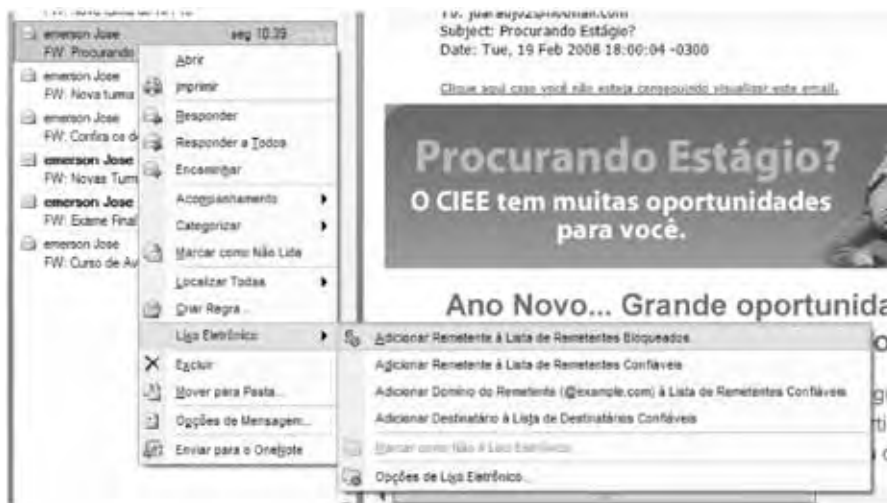 emerson Jose seg 10:39
FW: Procurando
emerson Jose
FW: Nova turma
emerson Jose
FW: Confira os
emerson Jose
FW: Novas Turm
emerson Jose
FW: Exame Final
emerson Jose
FW: Curso de Av
Abrir
Imprimir
Responder
Responder a Todos
Encaminhar
Acompanhamento
Categorizar
Marcar como Não Lida
Localizar Todas
Criar Regra...
Lixo Eletrônico
Excluir
Mover para Pasta...
Opções de Mensagem...
Enviar para o OneNote
Adicionar Remetente à Lista de Remetentes Bloqueados
Adicionar Remetente à Lista de Remetentes Confiáveis
Adicionar Domínio do Remetente (@example.com) à Lista de Remetentes Confiáveis
Adicionar Destinatário à Lista de Destinatários Confiáveis
Marcar como Não é Lixo Eletrônico
Opções de Lixo Eletrônico...
Subject: Procurando Estágio?
Date: Tue, 19 Feb 2008 18:00:04 -0300
Clique aqui caso você não esteja conseguindo visualizar este email.
Procurando Estágio?
O CIEE tem muitas oportunidades
para você.
Ano Novo... Grande oportunida